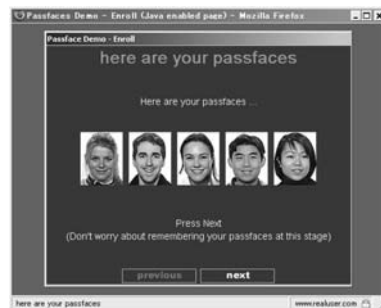 Passfaces Demo - Enroll (Java enabled page) - Mozilla Firefox
Passface Demo - Enroll
here are your passfaces
Here are your passfaces ...
Press Next
(Don't worry about remembering your passfaces at this stage)
previous next
here are your passfaces www.realuser.com